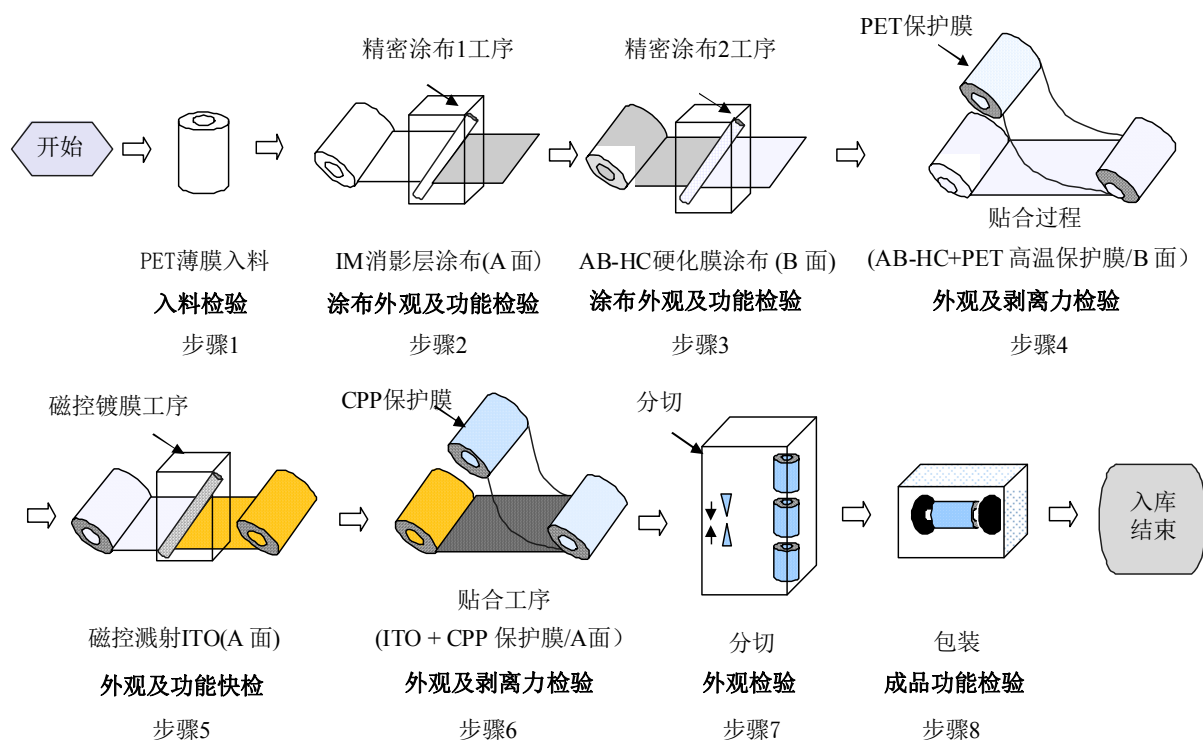 开始
PET薄膜入料
入料检验
步骤1
精密涂布1工序
IM消影层涂布(A 面)
涂布外观及功能检验
步骤2
精密涂布2工序
AB-HC硬化膜涂布 (B 面)
涂布外观及功能检验
步骤3
PET保护膜
贴合过程
(AB-HC+PET 高温保护膜/B 面)
外观及剥离力检验
步骤4
磁控镀膜工序
磁控溅射ITO(A 面)
外观及功能快检
步骤5
CPP保护膜
贴合工序
(ITO + CPP 保护膜/A面)
外观及剥离力检验
步骤6
分切
分切
外观检验
步骤7
包装
成品功能检验
步骤8
入库
结束